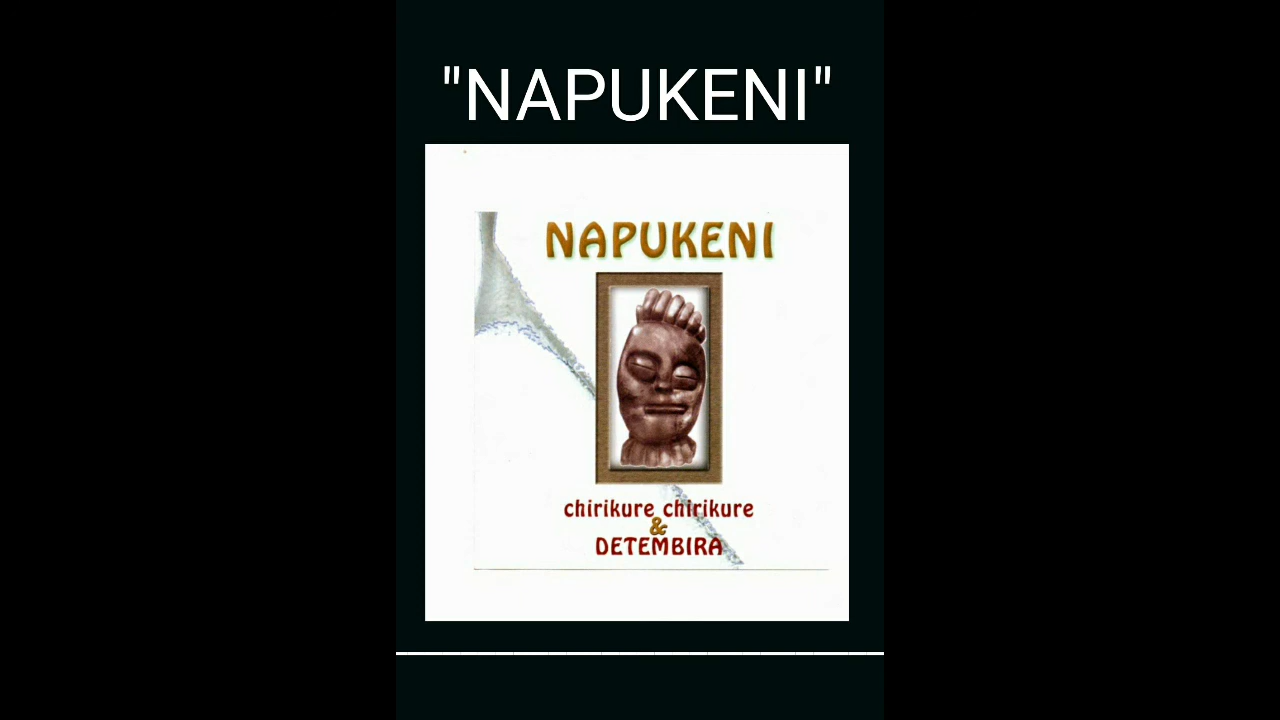 "NAPUKENI"
NAPUKENI
chirikure chirikure
&
DETEMBIRA